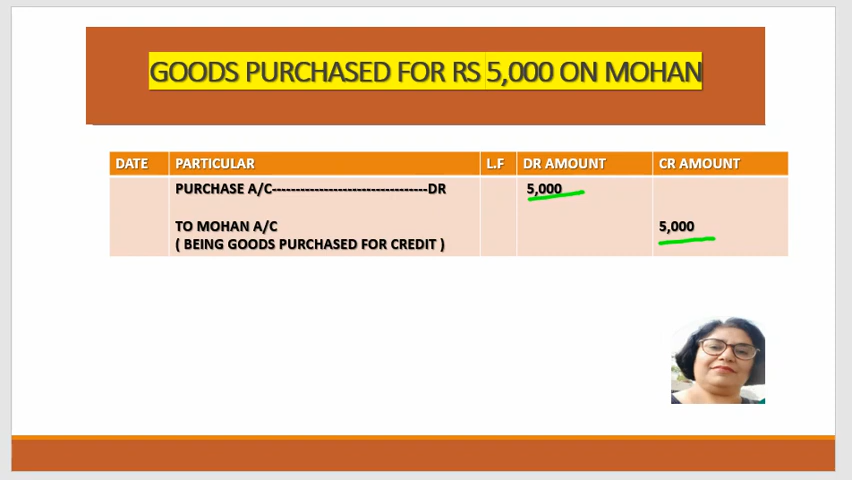 GOODS PURCHASED FOR RS 5,000 ON MOHAN
DATE PARTICULAR L.F DR AMOUNT CR AMOUNT
PURCHASE A/C----------------------------------DR 5,000
TO MOHAN A/C 5,000
( BEING GOODS PURCHASED FOR CREDIT )